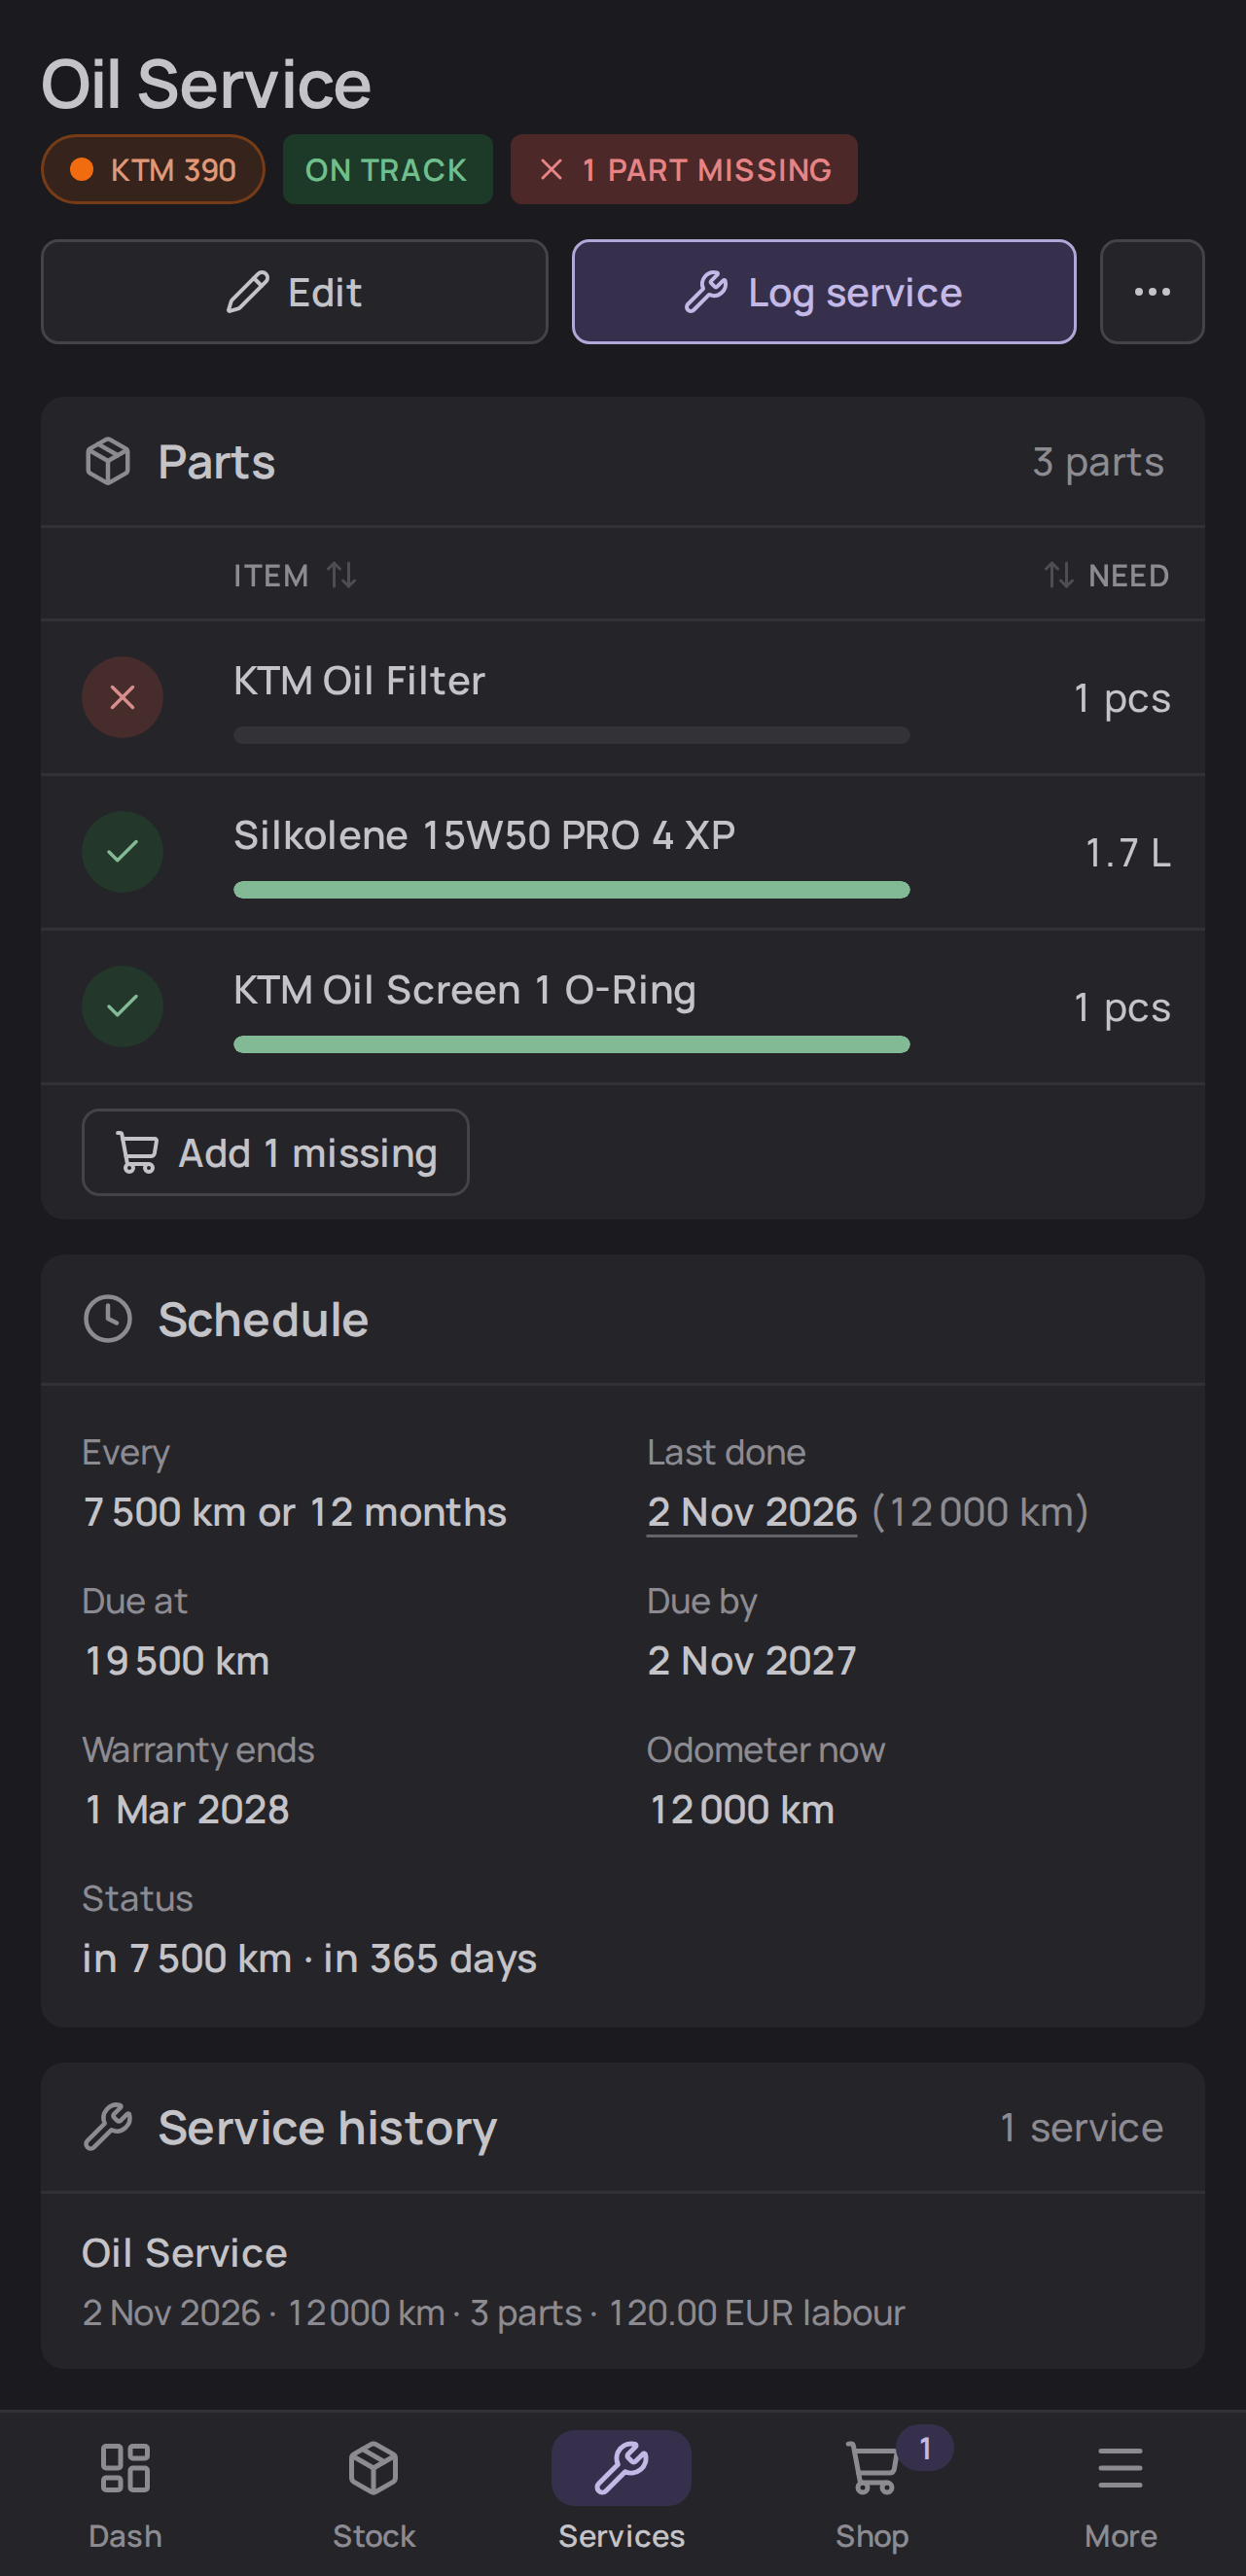 Oil Service
KTM 390 ON TRACK 1 PART MISSING
Edit Log service
Parts 3 parts
ITEM NEED
KTM Oil Filter 1 pcs
Silkolene 15W50 PRO 4 XP 1.7 L
KTM Oil Screen 1 O-Ring 1 pcs
Add 1 missing
Schedule
Every Last done
7 500 km or 12 months 2 Nov 2026 (12 000 km)
Due at Due by
19 500 km 2 Nov 2027
Warranty ends Odometer now
1 Mar 2028 12 000 km
Status
in 7 500 km · in 365 days
Service history 1 service
Oil Service
2 Nov 2026 · 12 000 km · 3 parts · 120.00 EUR labour
1
Dash Stock Services Shop More